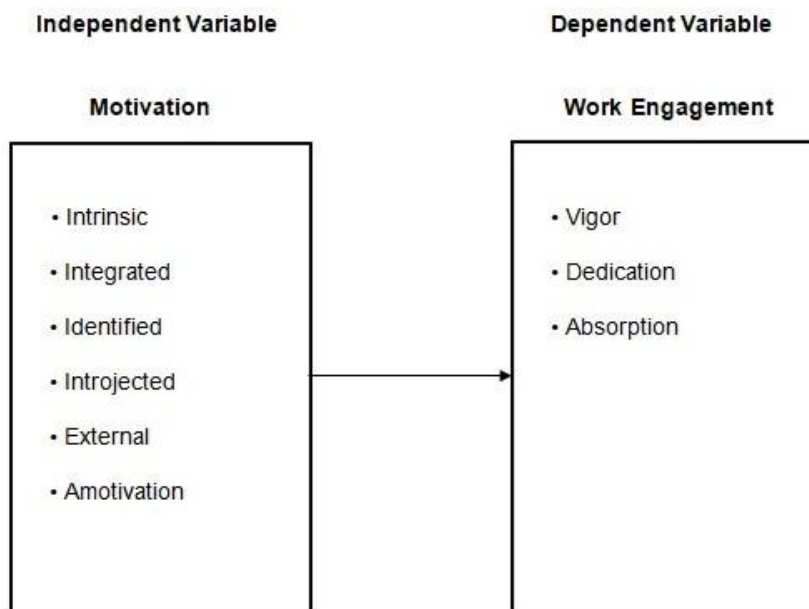 Independent Variable
Dependent Variable
Motivation
Work Engagement
• Intrinsic
• Integrated
• Identified
• Introjected
• External
• Amotivation
• Vigor
• Dedication
• Absorption